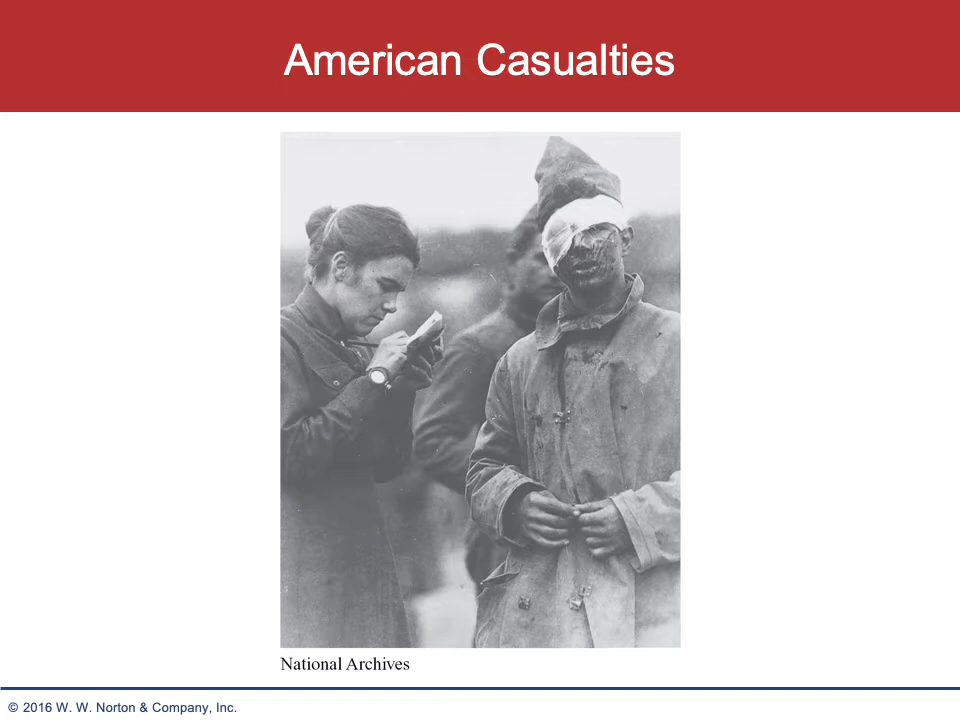 American Casualties
National Archives
© 2016 W. W. Norton & Company, Inc.